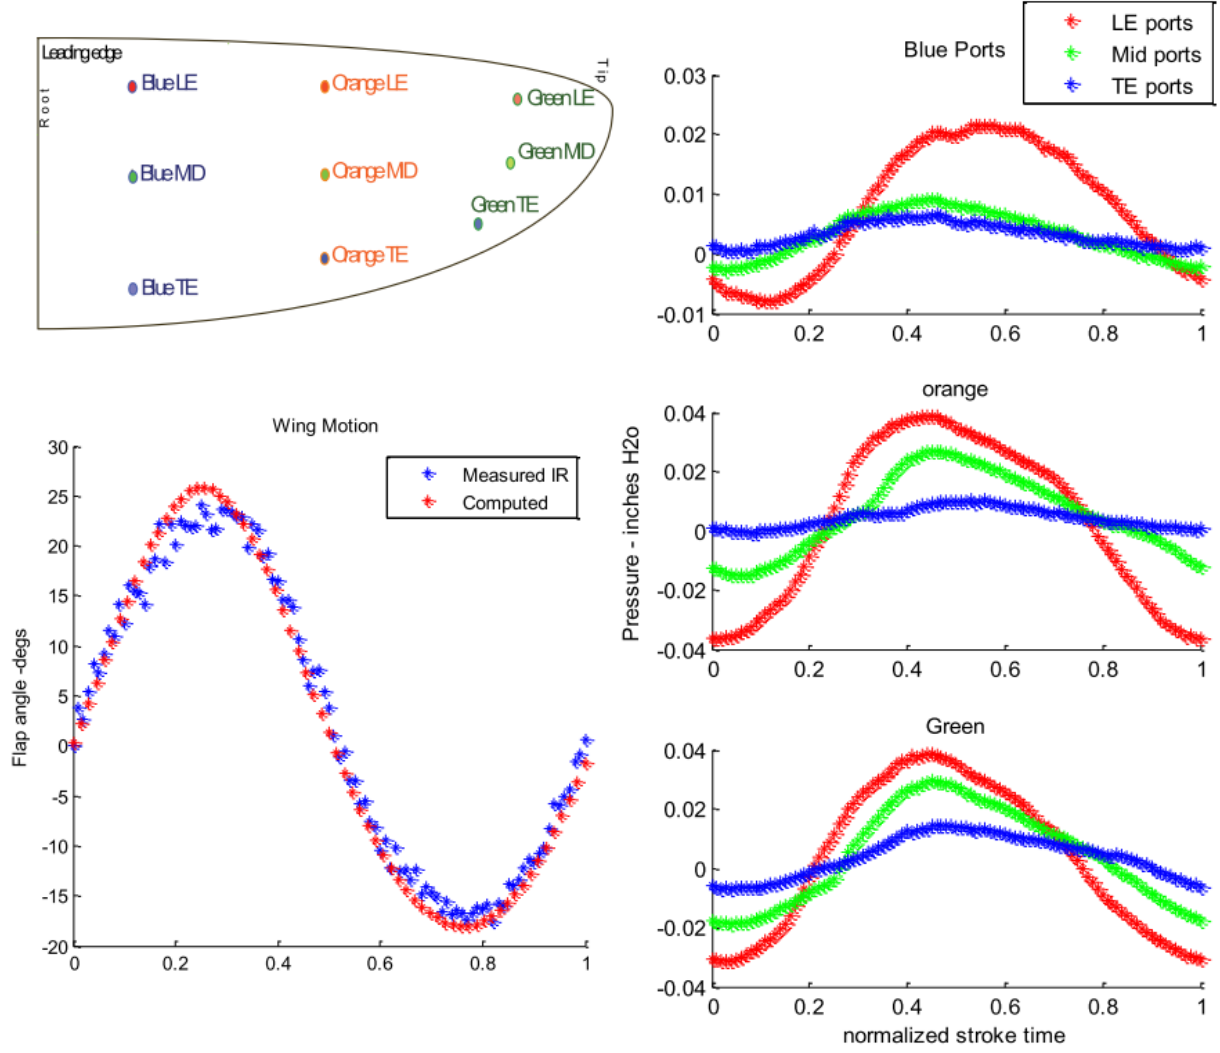 Leading edge
Root
Tip
Blue LE
Orange LE
Green LE
Blue MID
Orange MID
Green MID
Green TE
Orange TE
Blue TE
Wing Motion
Flap angle -degs
30
25
20
15
10
5
0
-5
-10
-15
-20
0 0.2 0.4 0.6 0.8 1
Measured IR
Computed
Blue Ports
LE ports
Mid ports
TE ports
0.03
0.02
0.01
0
-0.01
0 0.2 0.4 0.6 0.8 1
orange
Pressure - inches H2o
0.04
0.02
0
-0.02
-0.04
0 0.2 0.4 0.6 0.8 1
Green
0.04
0.02
0
-0.02
-0.04
0 0.2 0.4 0.6 0.8 1
normalized stroke time